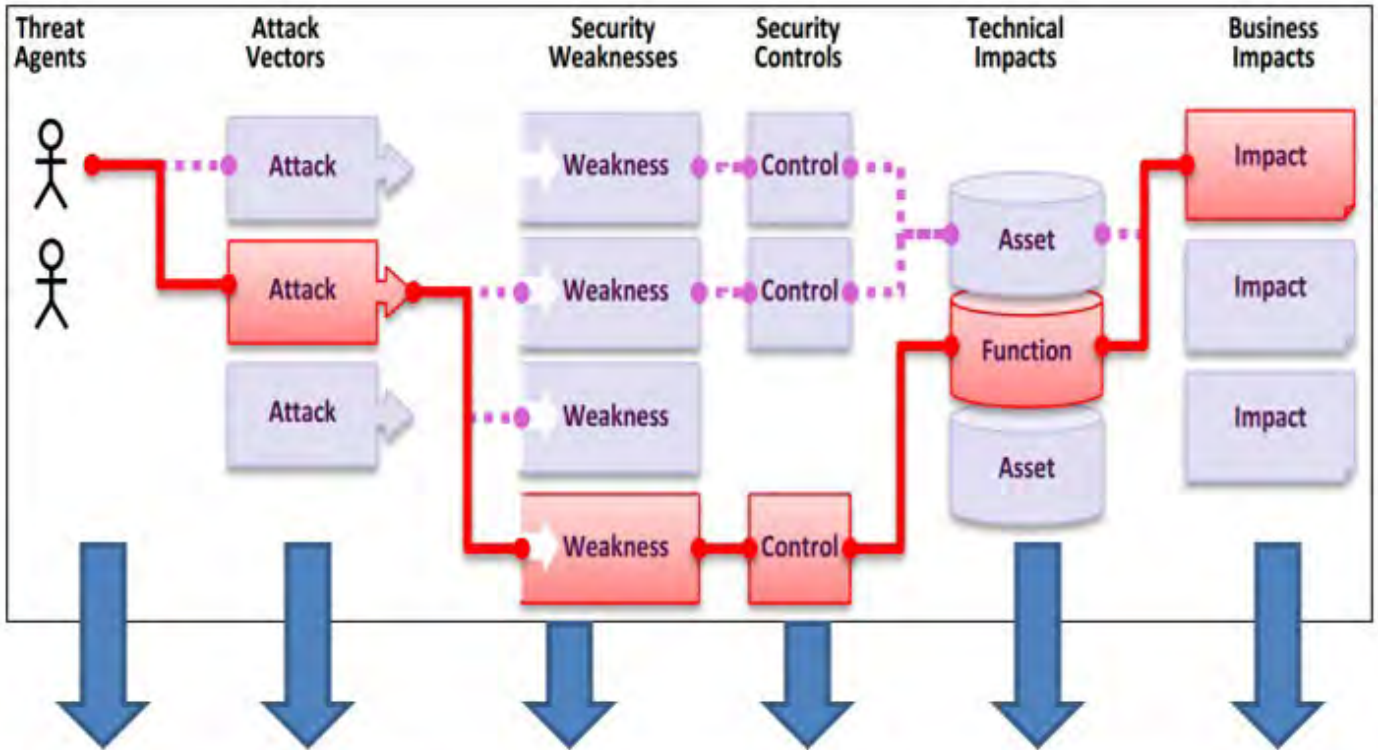 Threat Agents
Attack Vectors
Security Weaknesses
Security Controls
Technical Impacts
Business Impacts
Attack
Weakness
Control
Impact
Asset
Attack
Weakness
Control
Impact
Function
Attack
Weakness
Impact
Asset
Weakness
Control